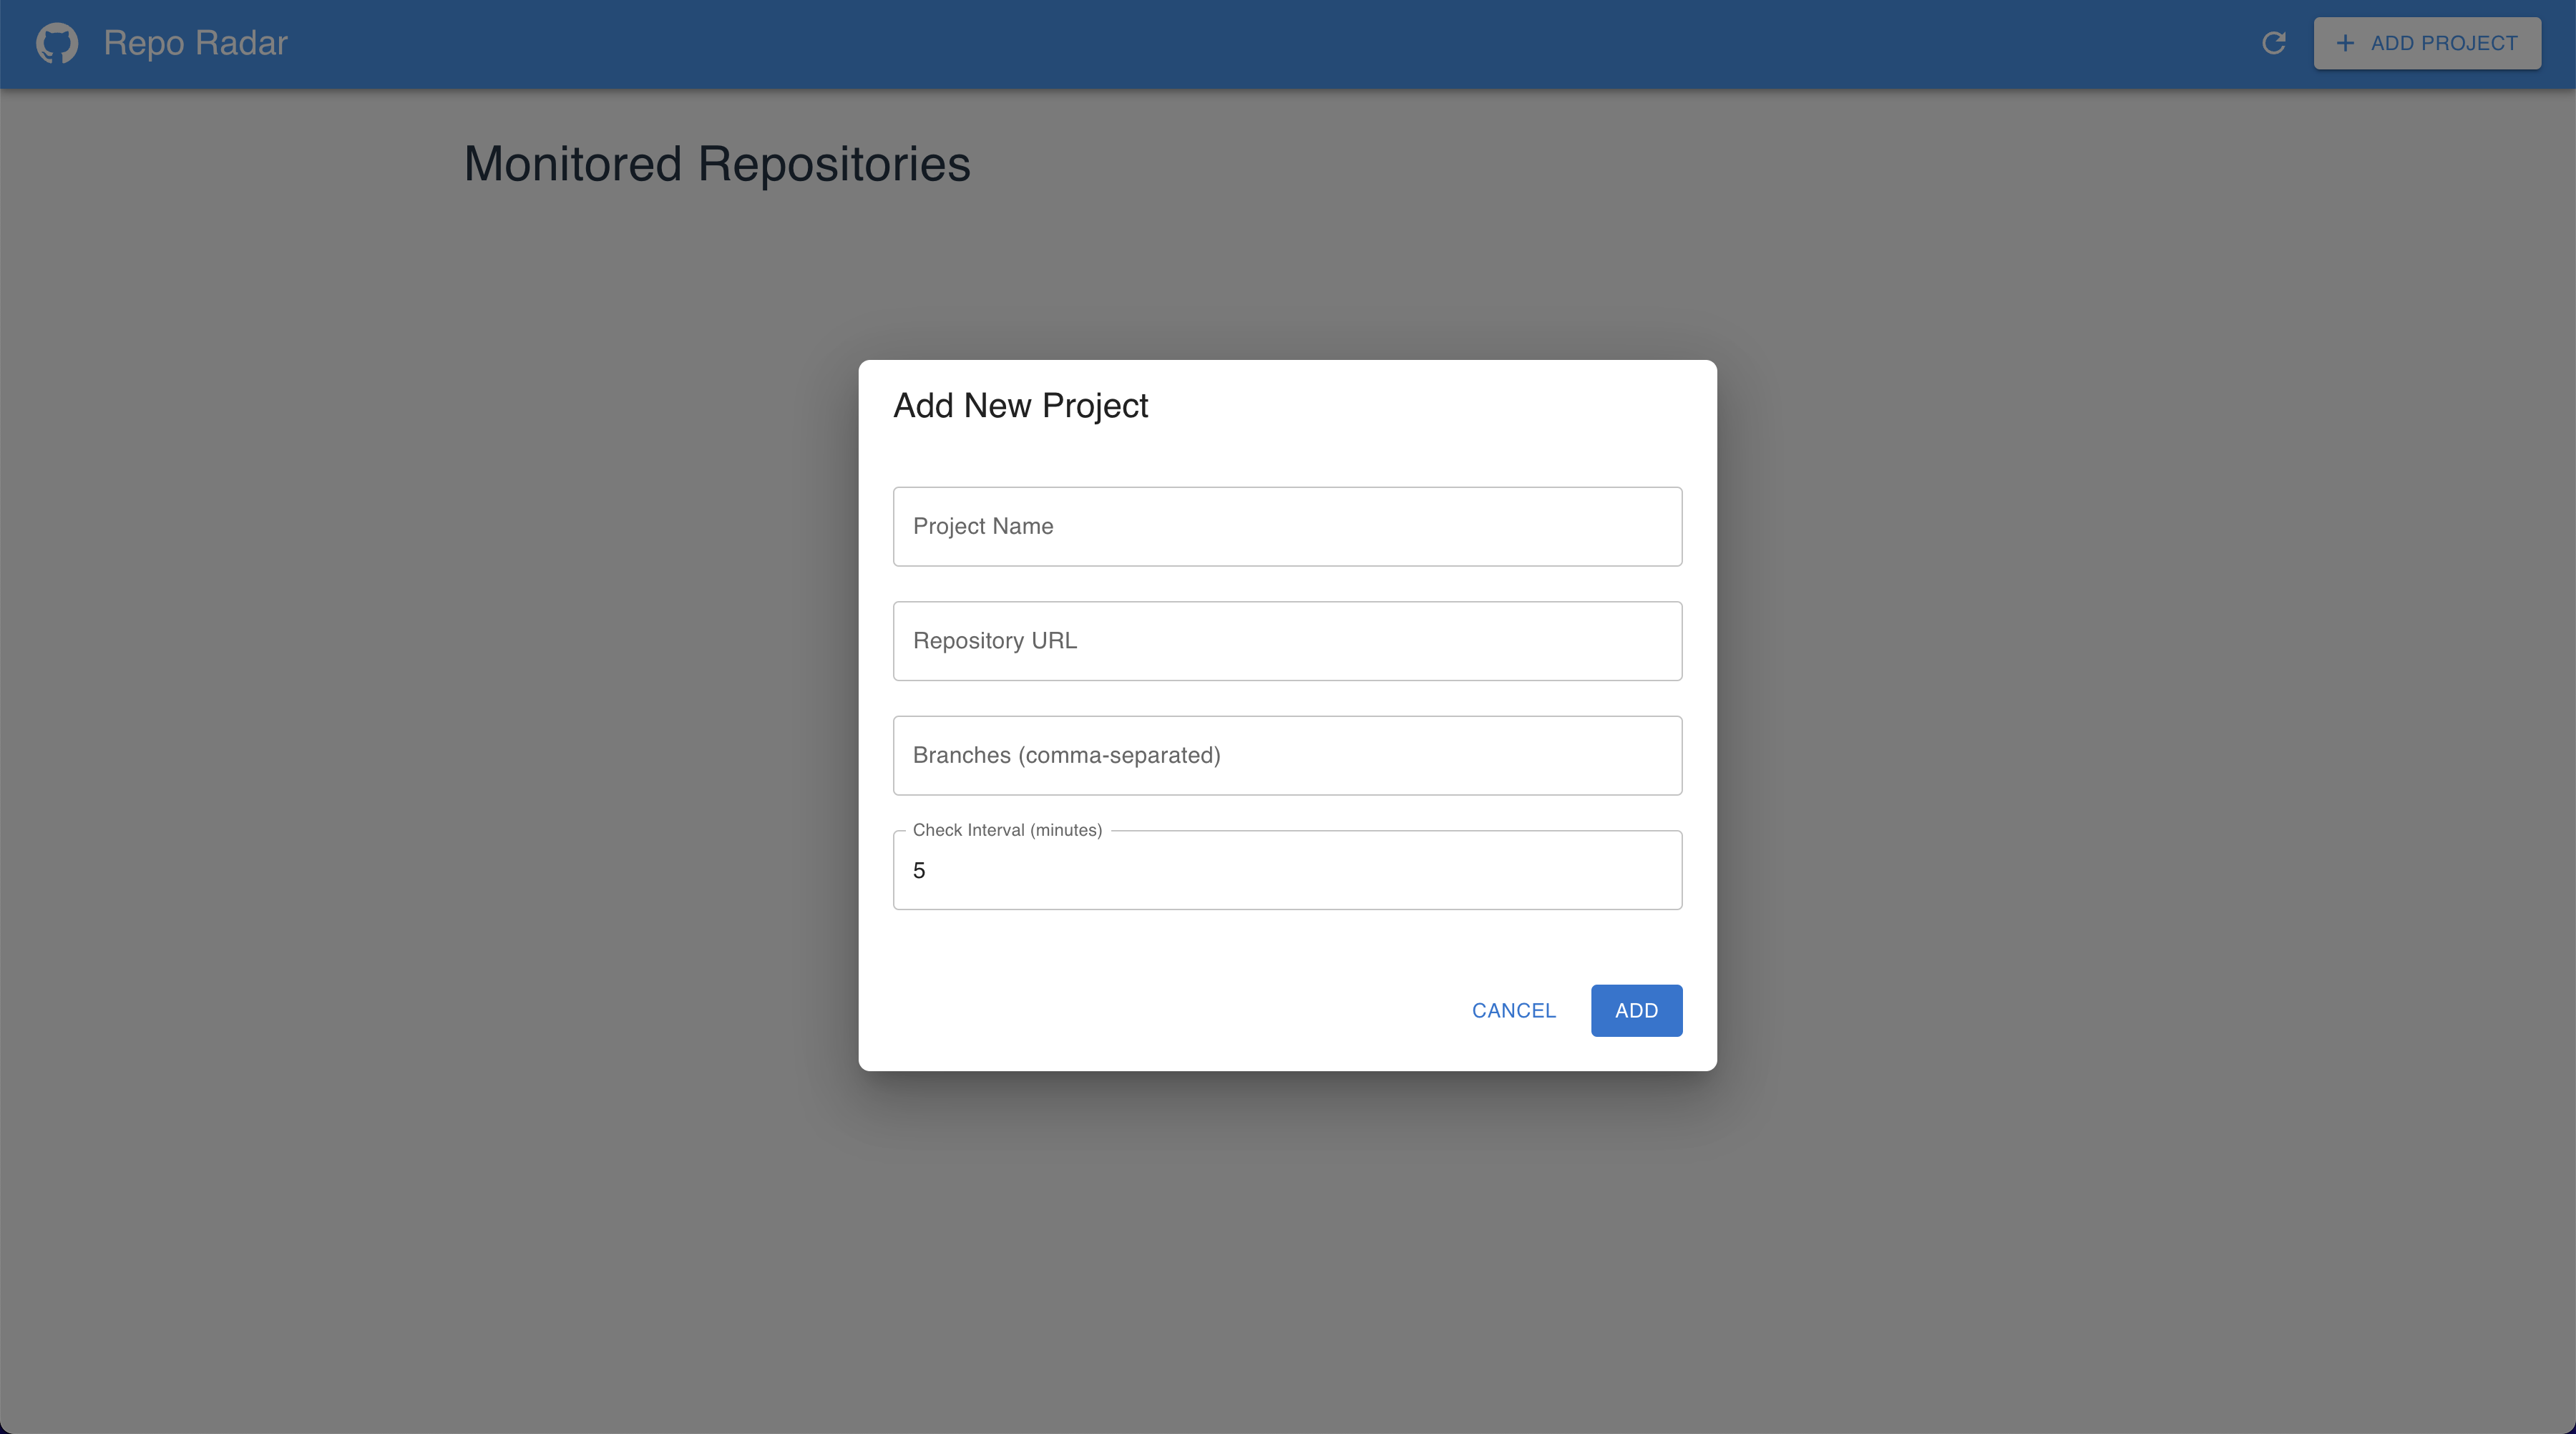 Repo Radar
ADD PROJECT
Monitored Repositories
Add New Project
Project Name
Repository URL
Branches (comma-separated)
Check Interval (minutes)
5
CANCEL
ADD